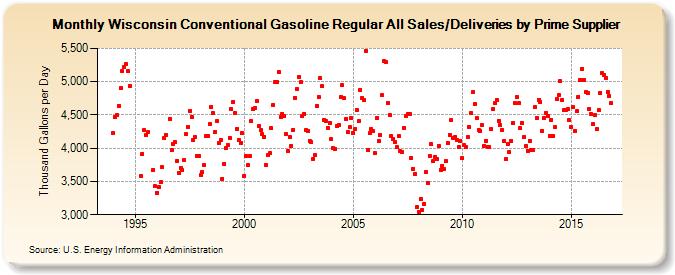 Monthly Wisconsin Conventional Gasoline Regular All Sales/Deliveries by Prime Supplier
Thousand Gallons per Day
5,500
5,000
4,500
4,000
3,500
3,000
1995 2000 2005 2010 2015
Source: U.S. Energy Information Administration